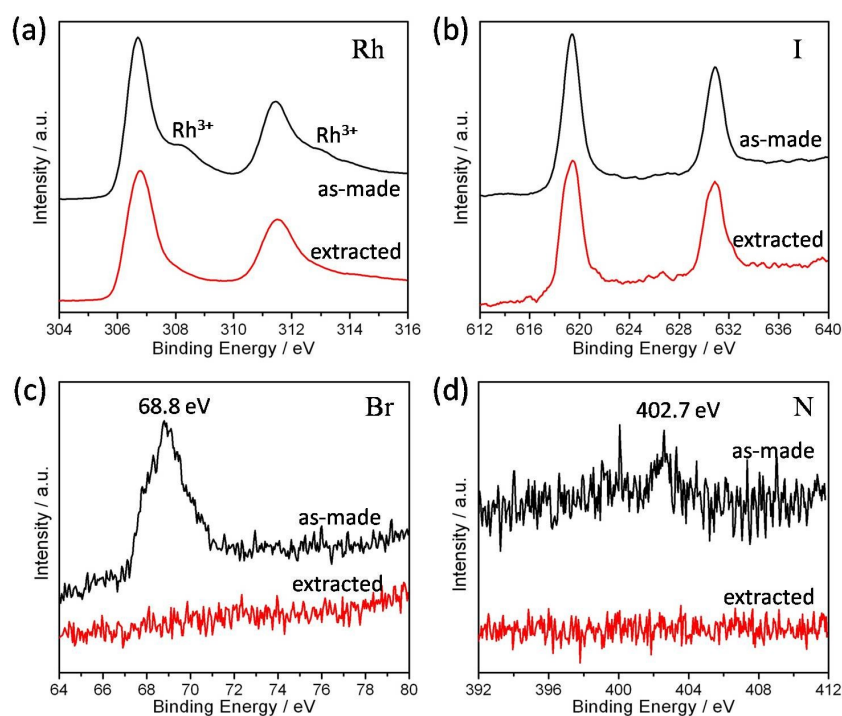 (a)
Rh
Rh3+
Rh3+
as-made
extracted
Intensity / a.u.
304 306 308 310 312 314 316
Binding Energy / eV
(b)
I
as-made
extracted
Intensity / a.u.
612 616 620 624 628 632 636 640
Binding Energy / eV
(c)
68.8 eV
Br
as-made
extracted
Intensity / a.u.
64 66 68 70 72 74 76 78 80
Binding Energy / eV
(d)
402.7 eV
N
as-made
extracted
Intensity / a.u.
392 396 400 404 408 412
Binding Energy / eV